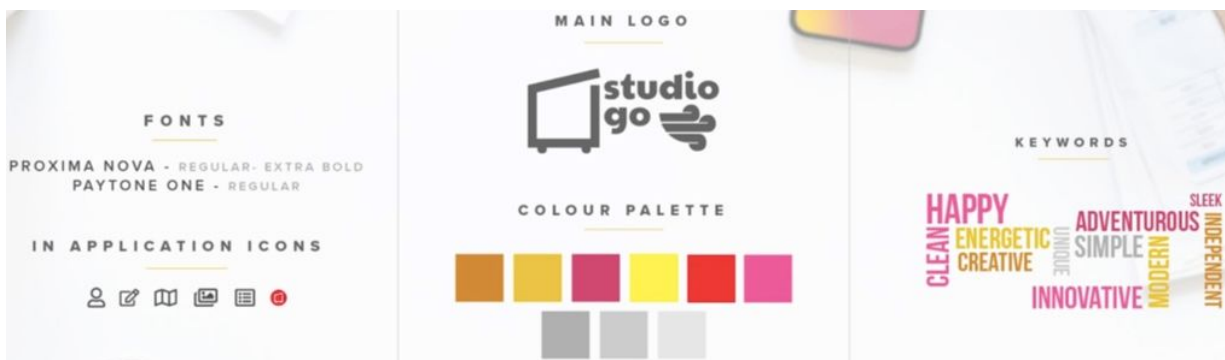 FONTS
PROXIMA NOVA - REGULAR- EXTRA BOLD
PAYTONE ONE - REGULAR
IN APPLICATION ICONS
MAIN LOGO
studio
go
COLOUR PALETTE
KEYWORDS
HAPPY
SLEEK
CLEAN
ENERGETIC
CREATIVE
UNIQUE
ADVENTUROUS
SIMPLE
MODERN
INDEPENDENT
INNOVATIVE